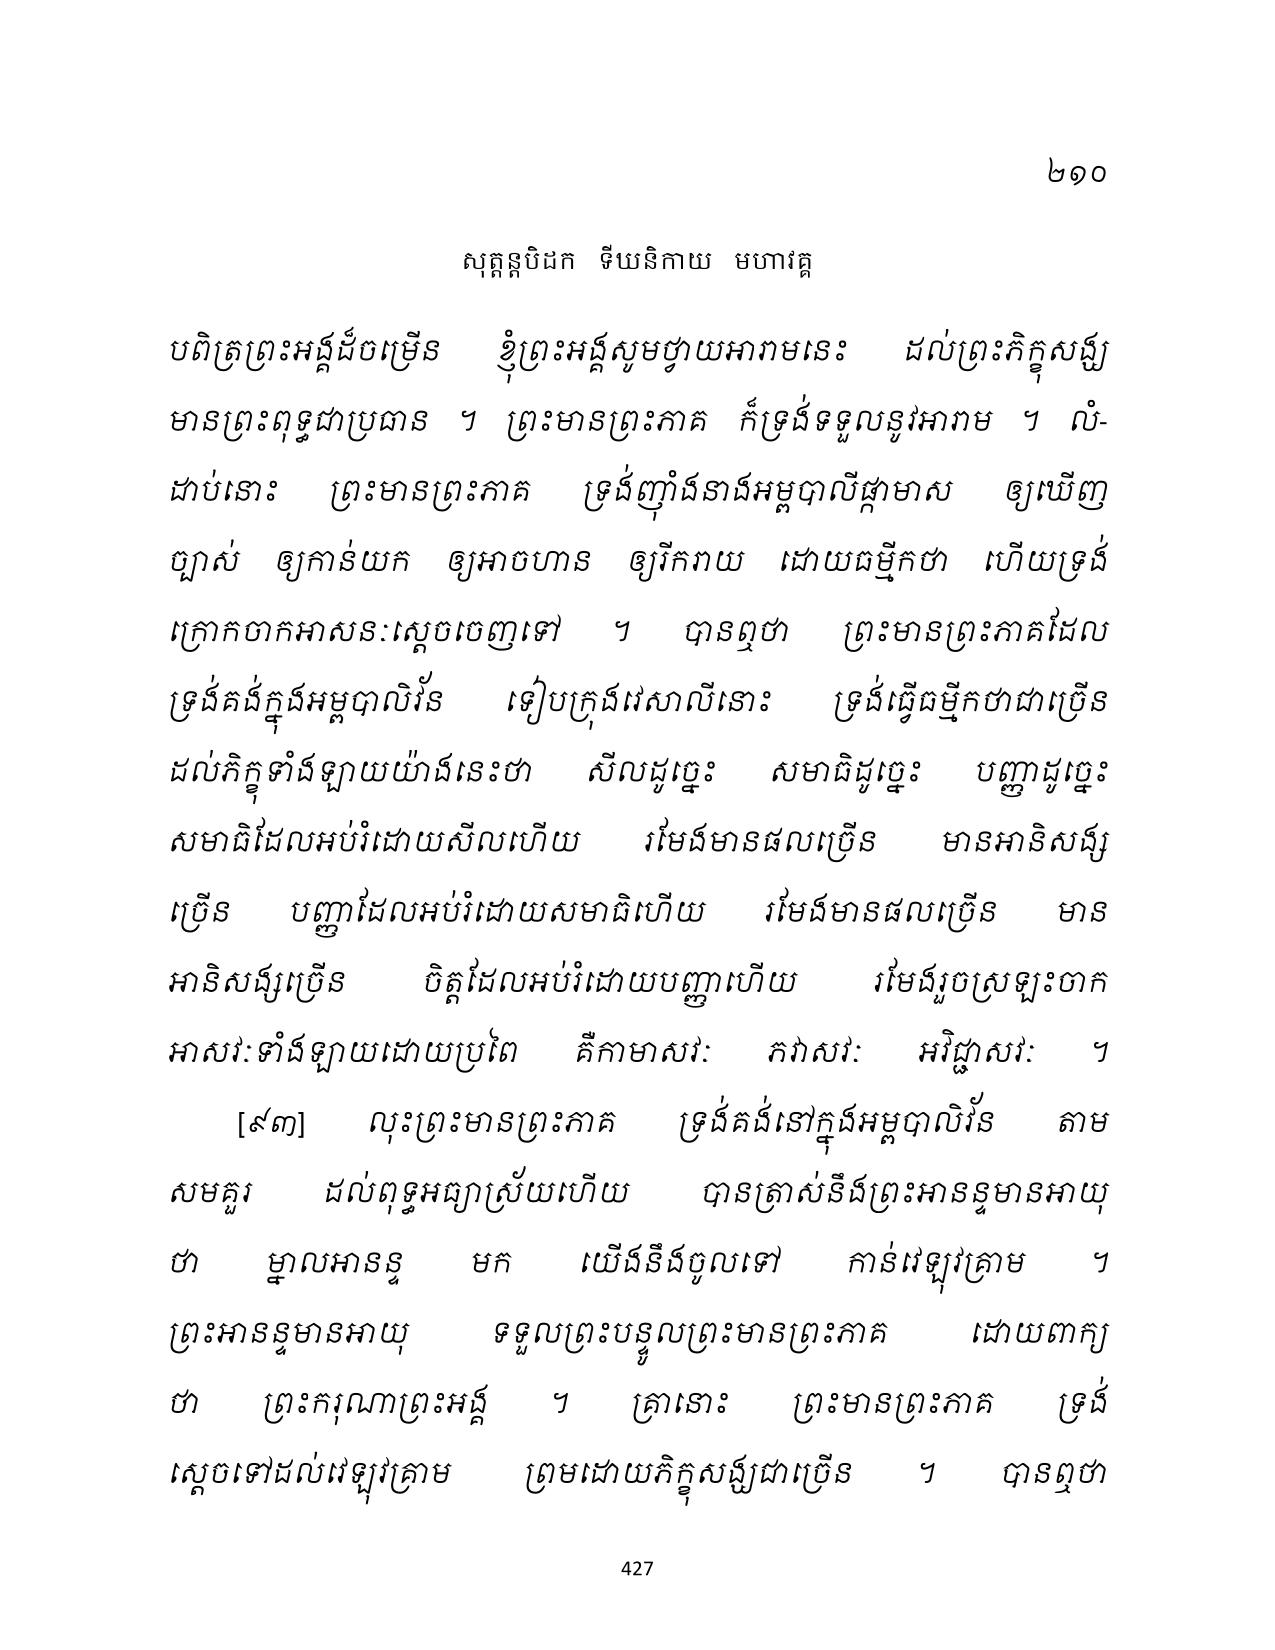 ២១០
សុត្តន្តបិដក ទីឃនិកាយ មហាវគ្គ
បពិត្រព្រះអង្គដ៏ចម្រើន ខ្ញុំព្រះអង្គសូមថ្វាយអារាមនេះ ដល់ព្រះភិក្ខុសង្ឃ
មានព្រះពុទ្ធជាប្រធាន ។ ព្រះមានព្រះភាគ ក៏ទ្រង់ទទួលនូវអារាម ។ លំ-
ដាប់នោះ ព្រះមានព្រះភាគ ទ្រង់ញ៉ាំងនាងអម្ពបាលីផ្កាមាស ឲ្យឃើញ
ច្បាស់ ឲ្យកាន់យក ឲ្យអាចហាន ឲ្យរីករាយ ដោយធម្មីកថា ហើយទ្រង់
ក្រោកចាកអាសនៈស្តេចចេញទៅ ។ បានឮថា ព្រះមានព្រះភាគដែល
ទ្រង់គង់ក្នុងអម្ពបាលិវ័ន ទៀបក្រុងវេសាលីនោះ ទ្រង់ធ្វើធម្មីកថាជាច្រើន
ដល់ភិក្ខុទាំងឡាយយ៉ាងនេះថា សីលដូច្នេះ សមាធិដូច្នេះ បញ្ញាដូច្នេះ
សមាធិដែលអប់រំដោយសីលហើយ រមែងមានផលច្រើន មានអានិសង្ស
ច្រើន បញ្ញាដែលអប់រំដោយសមាធិហើយ រមែងមានផលច្រើន មាន
អានិសង្សច្រើន ចិត្តដែលអប់រំដោយបញ្ញាហើយ រមែងរួចស្រឡះចាក
អាសវៈទាំងឡាយដោយប្រពៃ គឺកាមាសវៈ ភវាសវៈ អវិជ្ជាសវៈ ។
[៩៣] លុះព្រះមានព្រះភាគ ទ្រង់គង់នៅក្នុងអម្ពបាលិវ័ន តាម
សមគួរ ដល់ពុទ្ធអធ្យាស្រ័យហើយ បានត្រាស់នឹងព្រះអានន្ទមានអាយុ
ថា ម្នាលអានន្ទ មក យើងនឹងចូលទៅ កាន់វេឡុវគ្រាម ។
ព្រះអានន្ទមានអាយុ ទទួលព្រះបន្ទូលព្រះមានព្រះភាគ ដោយពាក្យ
ថា ព្រះករុណាព្រះអង្គ ។ គ្រានោះ ព្រះមានព្រះភាគ ទ្រង់
ស្តេចទៅដល់វេឡុវគ្រាម ព្រមដោយភិក្ខុសង្ឃជាច្រើន ។ បានឮថា
427